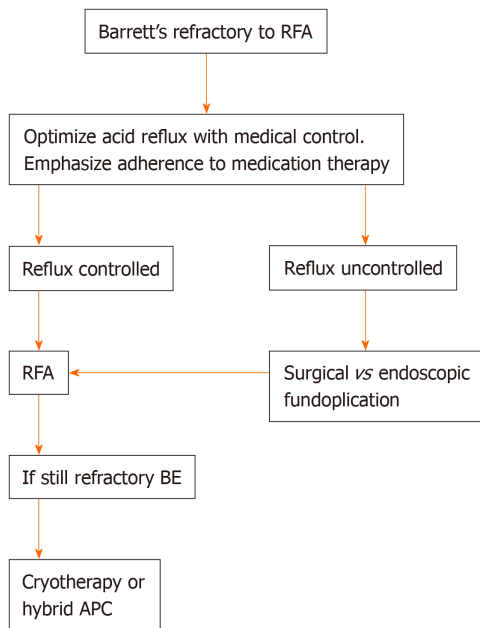 Barrett's refractory to RFA
Optimize acid reflux with medical control.
Emphasize adherence to medication therapy
Reflux controlled
Reflux uncontrolled
RFA
Surgical vs endoscopic
fundoplication
If still refractory BE
Cryotherapy or
hybrid APC